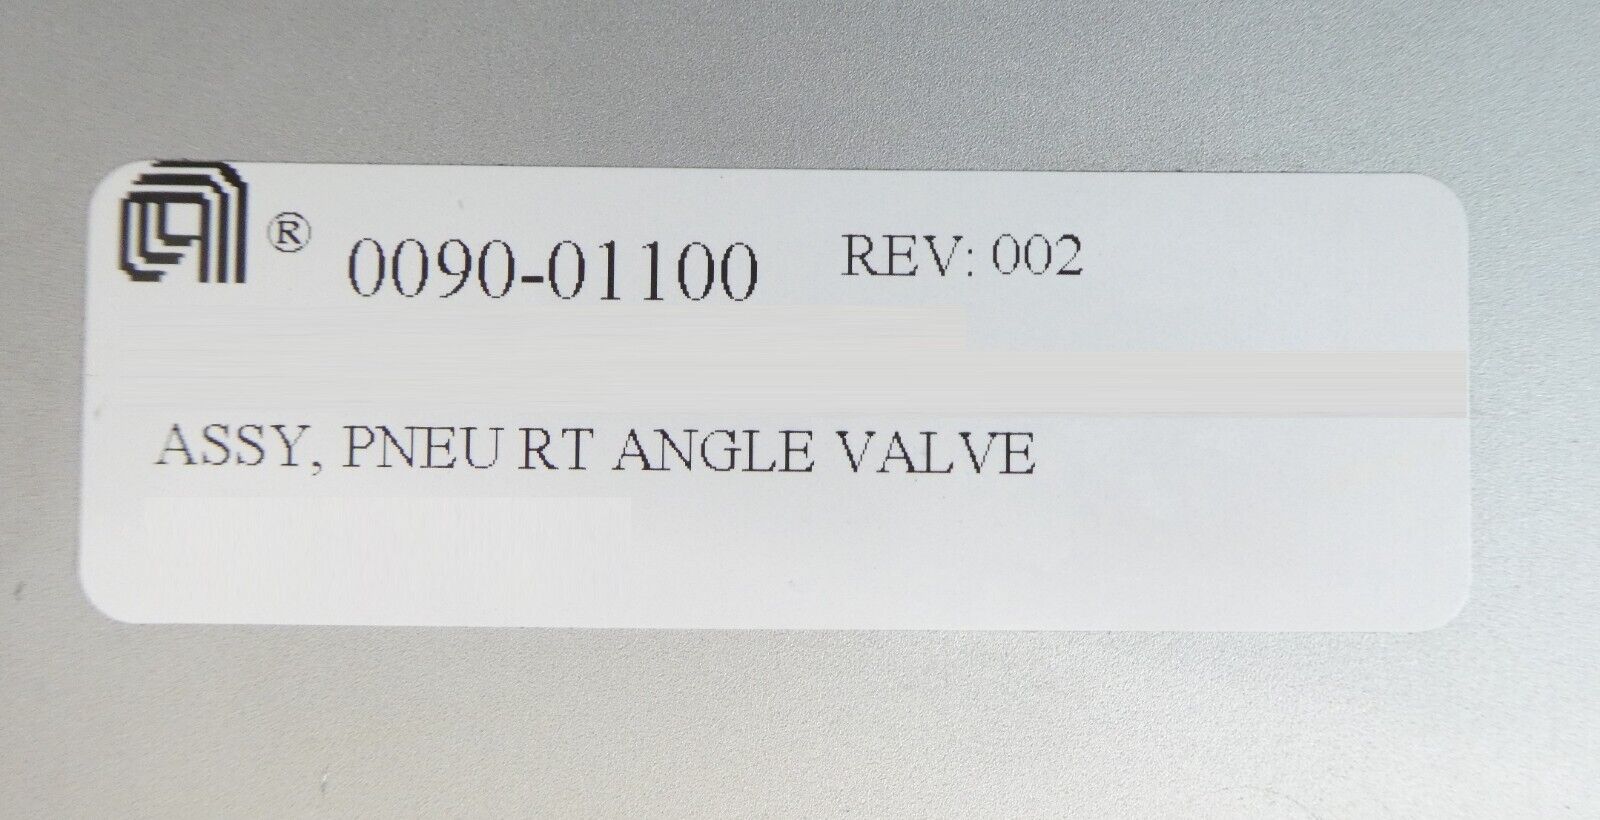 ® 0090-01100 REV: 002
ASSY, PNEU RT ANGLE VALVE